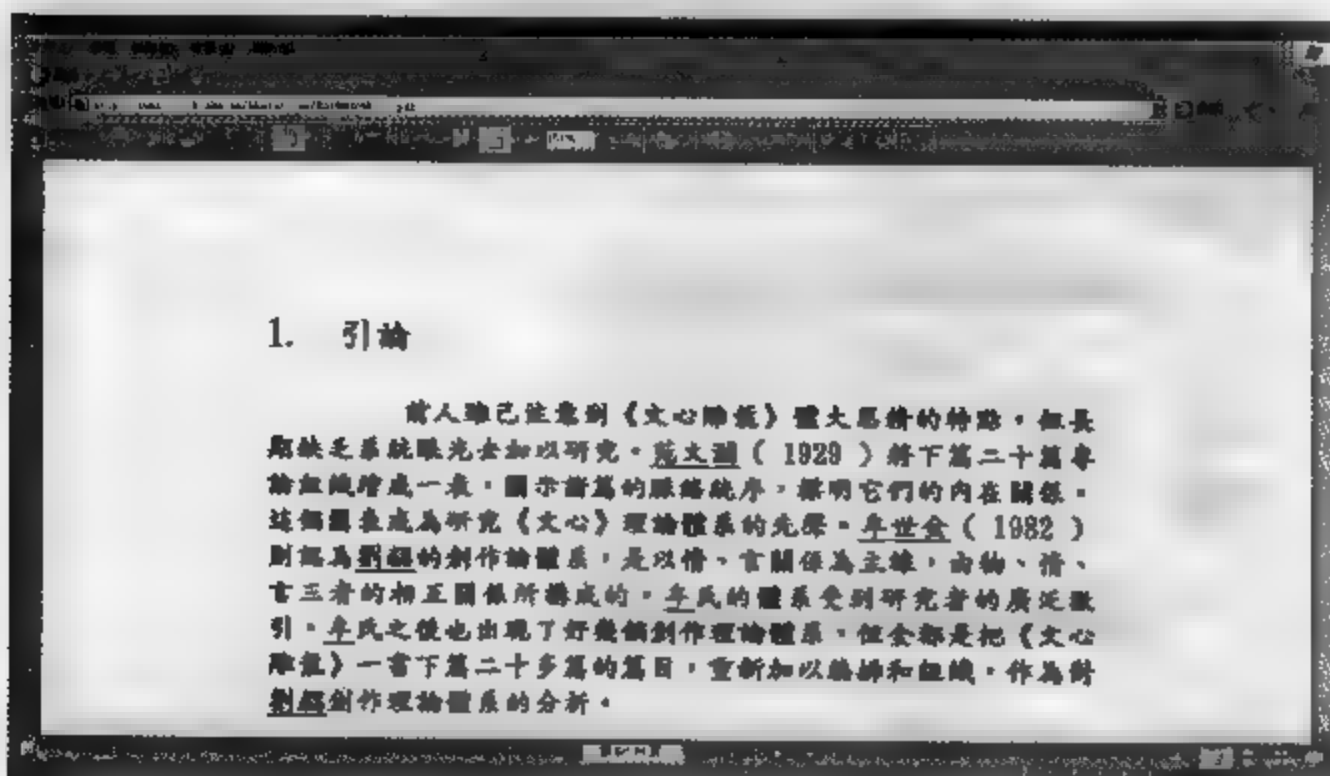 1. 引論
前人雖已注意到《文心雕龍》體大思精的特點，但長
期缺乏系統眼光去加以研究。范文瀾（ 1929 ）將下篇二十篇專
論組織繪成一表，圖示諸篇的脈絡統序，標明它們的內在關係。
這個圖表成為研究《文心》理論體系的先聲。牟世金（ 1982 ）
則認為劉勰的創作論體系，是以情、言關係為主線，由物、情、
言三者的相互關係所構成的。牟氏的體系受到研究者的廣泛徵
引。牟氏之後也出現了好幾個創作理論體系，但全都是把《文心
雕龍》一書下篇二十多篇的篇目，重新加以編排和組織，作為對
劉勰創作理論體系的分析。